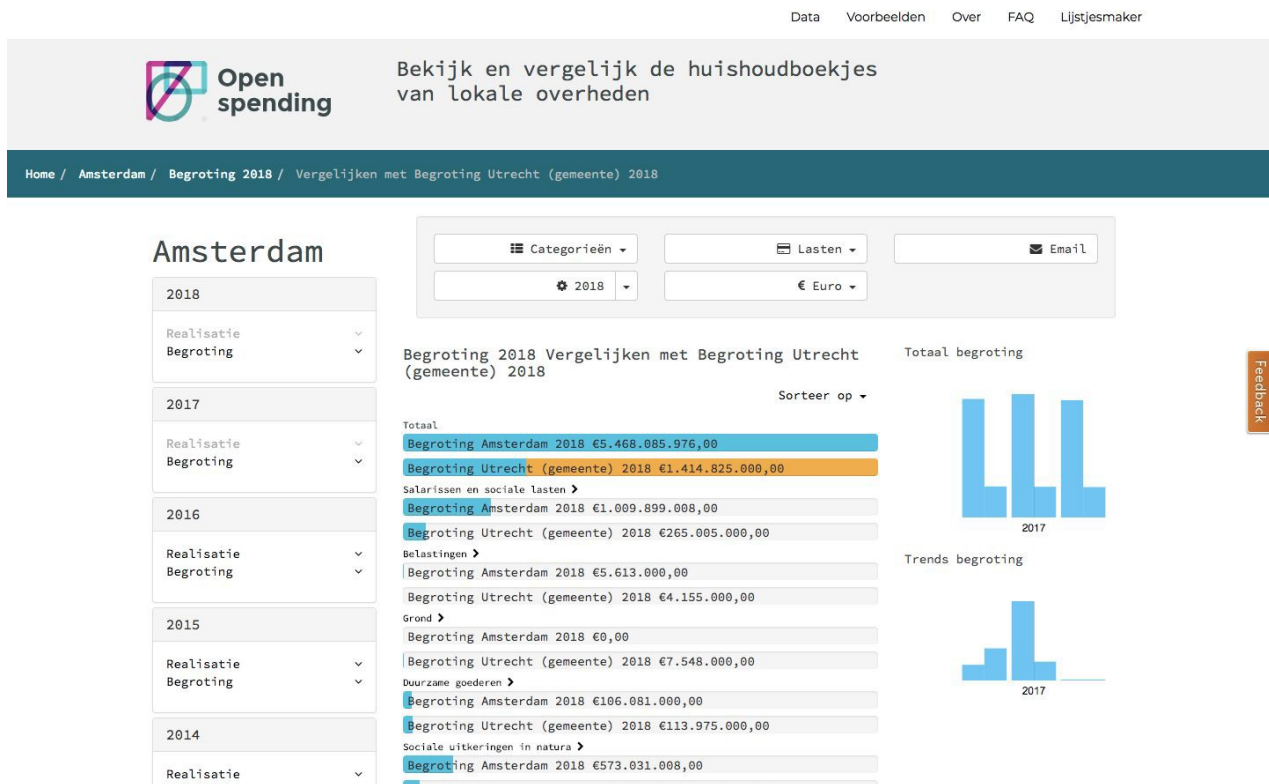 Data Voorbeelden Over FAQ Lijstjesmaker
Open
spending
Bekijk en vergelijk de huishoudboekjes
van lokale overheden
Home / Amsterdam / Begroting 2018 / Vergelijken met Begroting Utrecht (gemeente) 2018
Amsterdam
2018
Realisatie
Begroting
2017
Realisatie
Begroting
2016
Realisatie
Begroting
2015
Realisatie
Begroting
2014
Realisatie
Categorieën
Lasten
Email
2018
€ Euro
Begroting 2018 Vergelijken met Begroting Utrecht
(gemeente) 2018
Sorteer op
Totaal
Begroting Amsterdam 2018 €5.468.085.976,00
Begroting Utrecht (gemeente) 2018 €1.414.825.000,00
Salarissen en sociale lasten
Begroting Amsterdam 2018 €1.009.899.008,00
Begroting Utrecht (gemeente) 2018 €265.005.000,00
Belastingen
Begroting Amsterdam 2018 €5.613.000,00
Begroting Utrecht (gemeente) 2018 €4.155.000,00
Grond
Begroting Amsterdam 2018 €0,00
Begroting Utrecht (gemeente) 2018 €7.548.000,00
Duurzame goederen
Begroting Amsterdam 2018 €106.081.000,00
Begroting Utrecht (gemeente) 2018 €113.975.000,00
Sociale uitkeringen in natura
Begroting Amsterdam 2018 €573.031.008,00
Totaal begroting
2017
Trends begroting
2017
Feedback